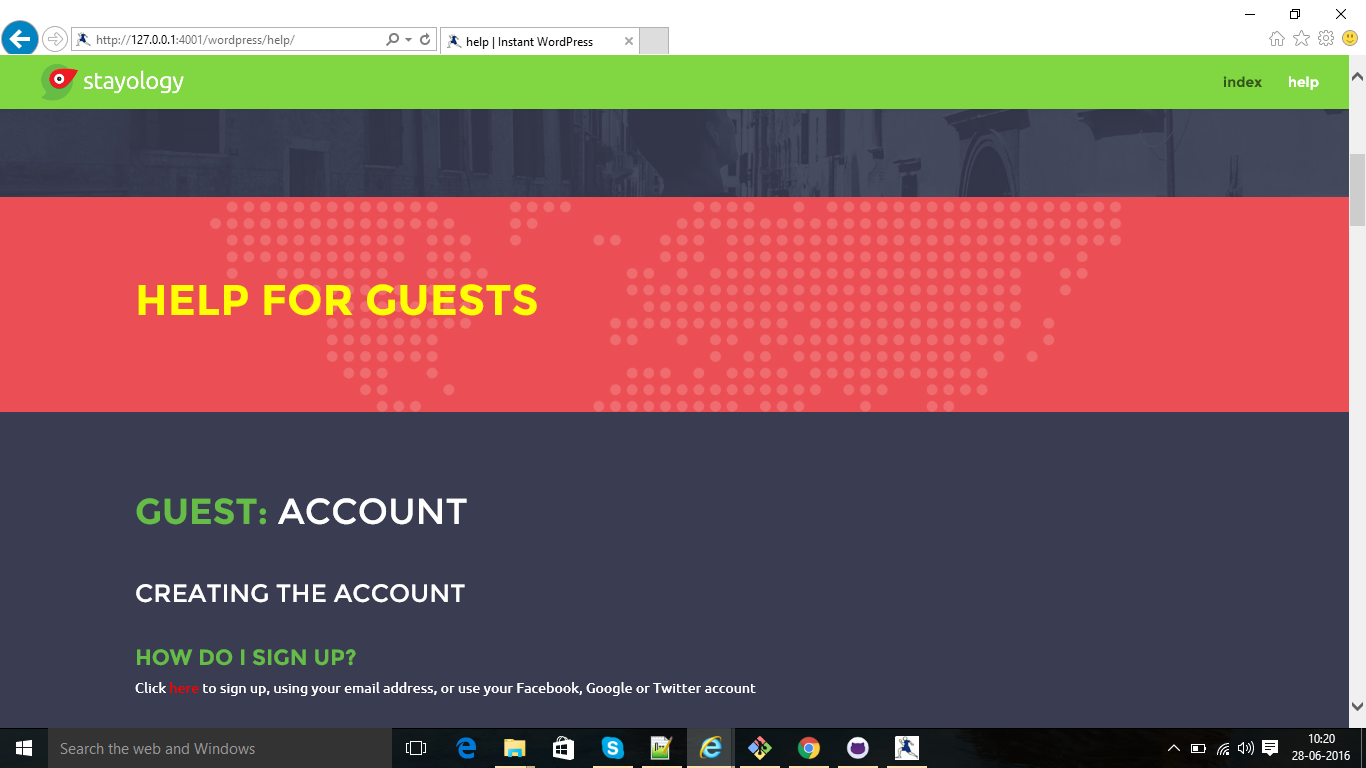 http://127.0.0.1:4001/wordpress/help/
help | Instant WordPress
stayology
index
help
HELP FOR GUESTS
GUEST: ACCOUNT
CREATING THE ACCOUNT
HOW DO I SIGN UP?
Click here to sign up, using your email address, or use your Facebook, Google or Twitter account
Search the web and Windows
10:20
28-06-2016